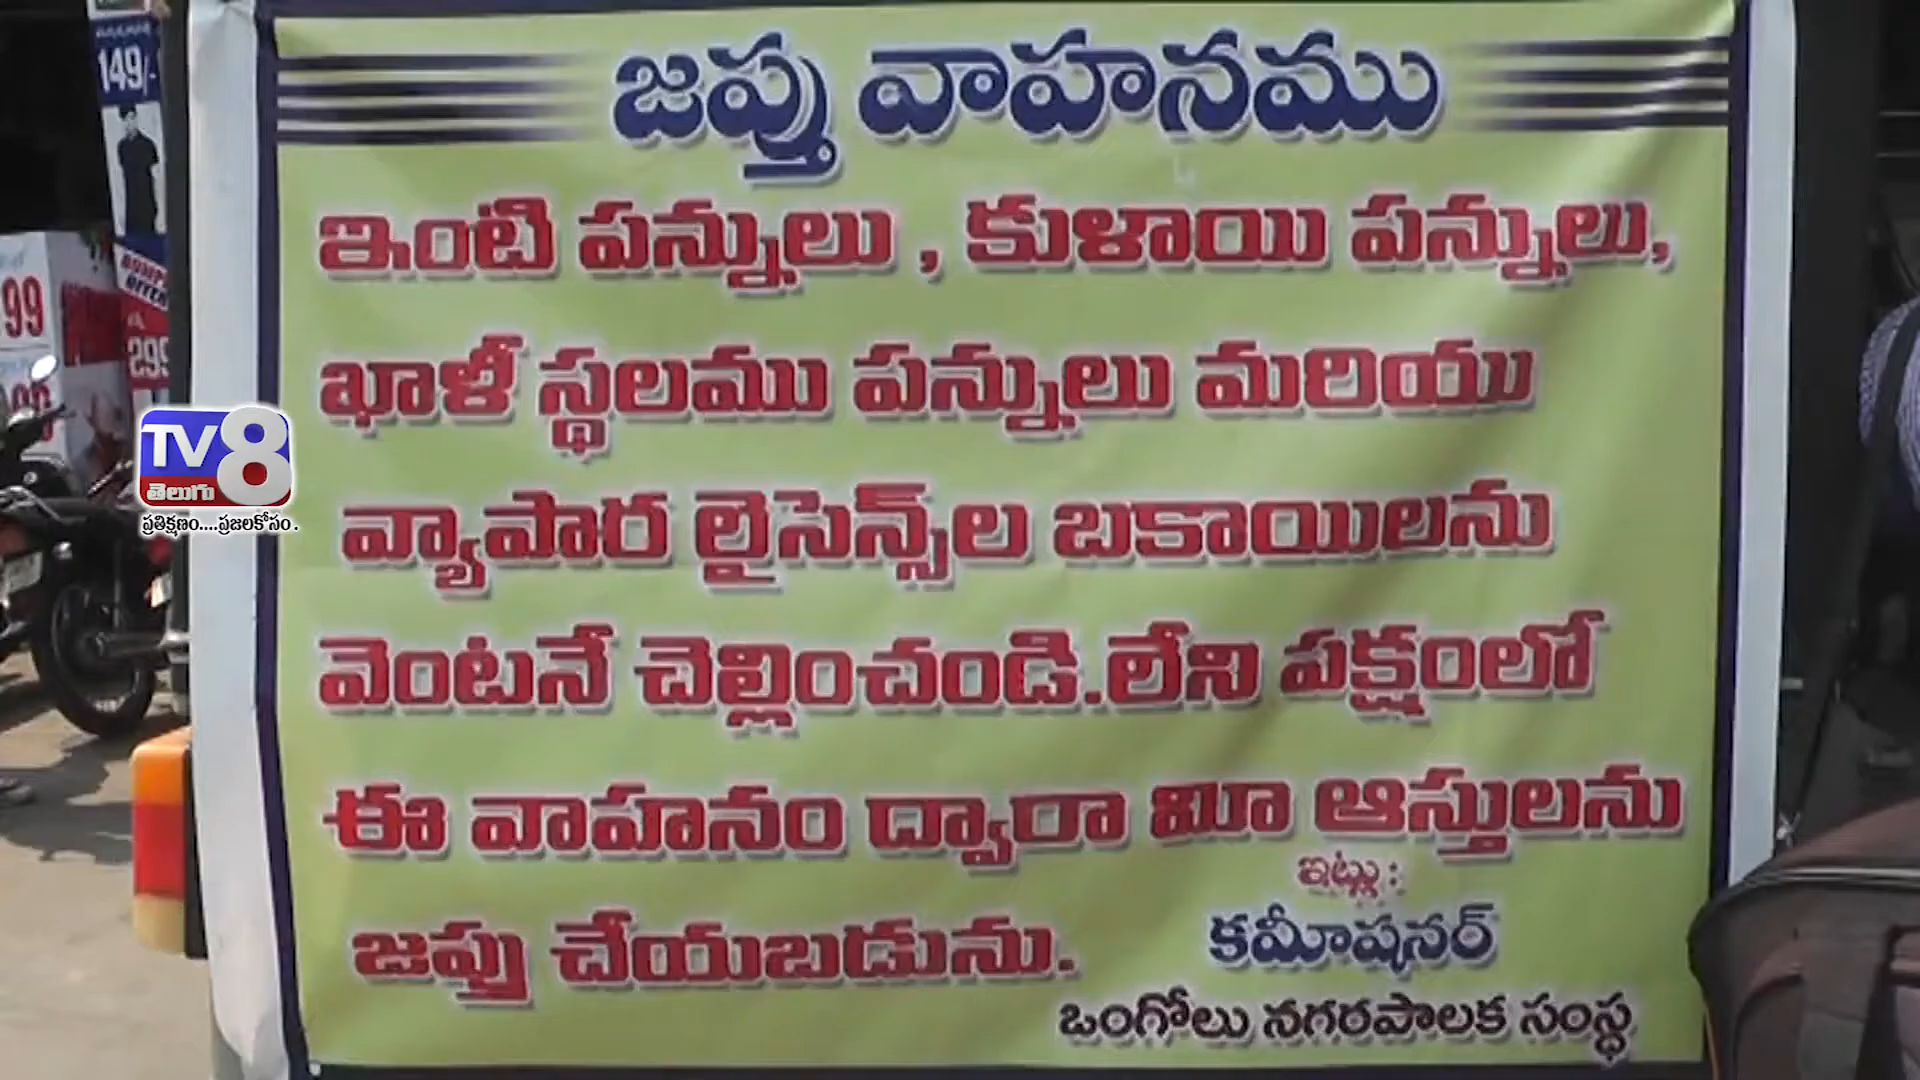 149/-
99
299
TV8
తెలుగు
ప్రతిక్షణం....ప్రజలకోసం.
జప్తు వాహనము
ఇంటి పన్నులు , కుళాయి పన్నులు,
ఖాళీ స్థలము పన్నులు మరియు
వ్యాపార లైసెన్స్‌ల బకాయిలను
వెంటనే చెల్లించండి.లేని పక్షంలో
ఈ వాహనం ద్వారా మీ ఆస్తులను
జప్తు చేయబడును.
ఇట్లు :
కమీషనర్
ఒంగోలు నగరపాలక సంస్థ